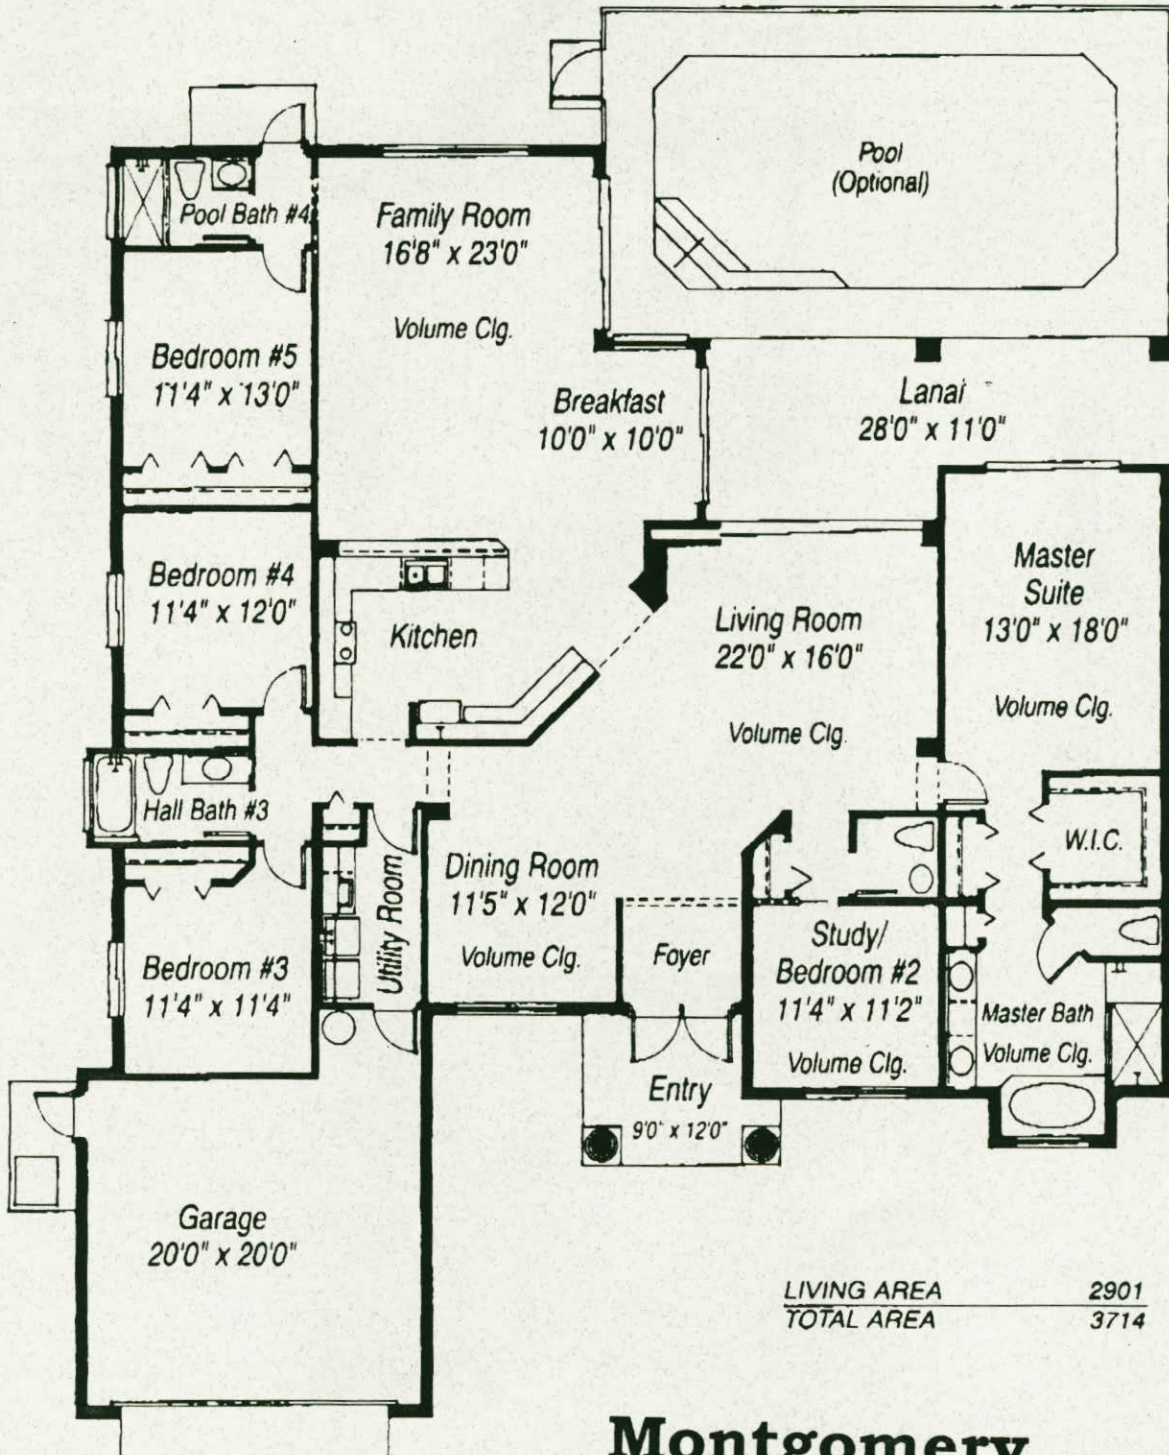 Pool
(Optional)
Pool Bath #4
Family Room
16'8" x 23'0"
Volume Clg.
Bedroom #5
11'4" x 13'0"
Breakfast
10'0" x 10'0"
Lanai
28'0" x 11'0"
Bedroom #4
11'4" x 12'0"
Kitchen
Living Room
22'0" x 16'0"
Volume Clg.
Master
Suite
13'0" x 18'0"
Volume Clg.
Hall Bath #3
W.I.C.
Dining Room
11'5" x 12'0"
Volume Clg.
Utility Room
Foyer
Study/
Bedroom #2
11'4" x 11'2"
Volume Clg.
Bedroom #3
11'4" x 11'4"
Master Bath
Volume Clg.
Entry
9'0" x 12'0"
Garage
20'0" x 20'0"
LIVING AREA 2901
TOTAL AREA 3714
Montgomery